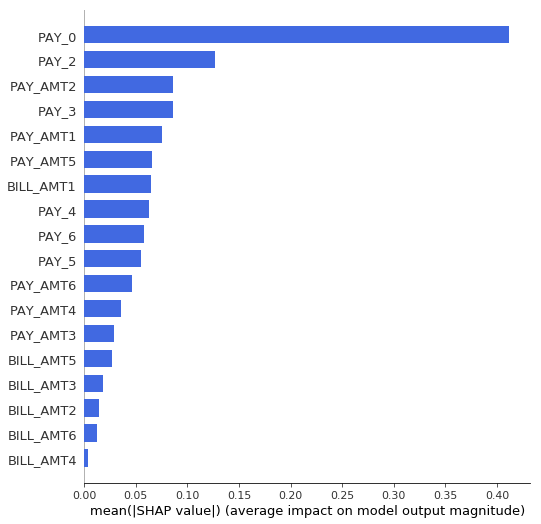 PAY_0
PAY_2
PAY_AMT2
PAY_3
PAY_AMT1
PAY_AMT5
BILL_AMT1
PAY_4
PAY_6
PAY_5
PAY_AMT6
PAY_AMT4
PAY_AMT3
BILL_AMT5
BILL_AMT3
BILL_AMT2
BILL_AMT6
BILL_AMT4
0.00 0.05 0.10 0.15 0.20 0.25 0.30 0.35 0.40
mean(|SHAP value|) (average impact on model output magnitude)